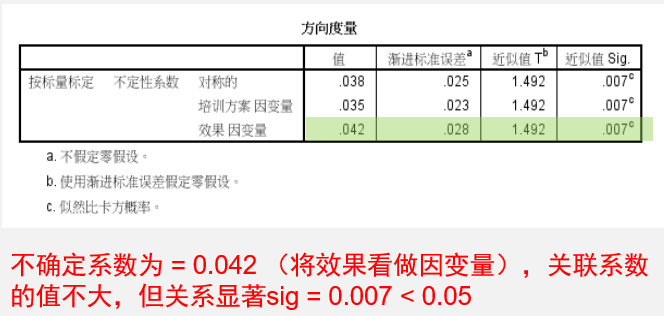 方向度量
值 渐进标准误差a 近似值 Tb 近似值 Sig.
按标量标定 不定性系数 对称的 .038 .025 1.492 .007c
培训方案 因变量 .035 .023 1.492 .007c
效果 因变量 .042 .028 1.492 .007c
a. 不假定零假设。
b. 使用渐进标准误差假定零假设。
c. 似然比卡方概率。
不确定系数为 = 0.042 （将效果看做因变量），关联系数
的值不大，但关系显著sig = 0.007 < 0.05